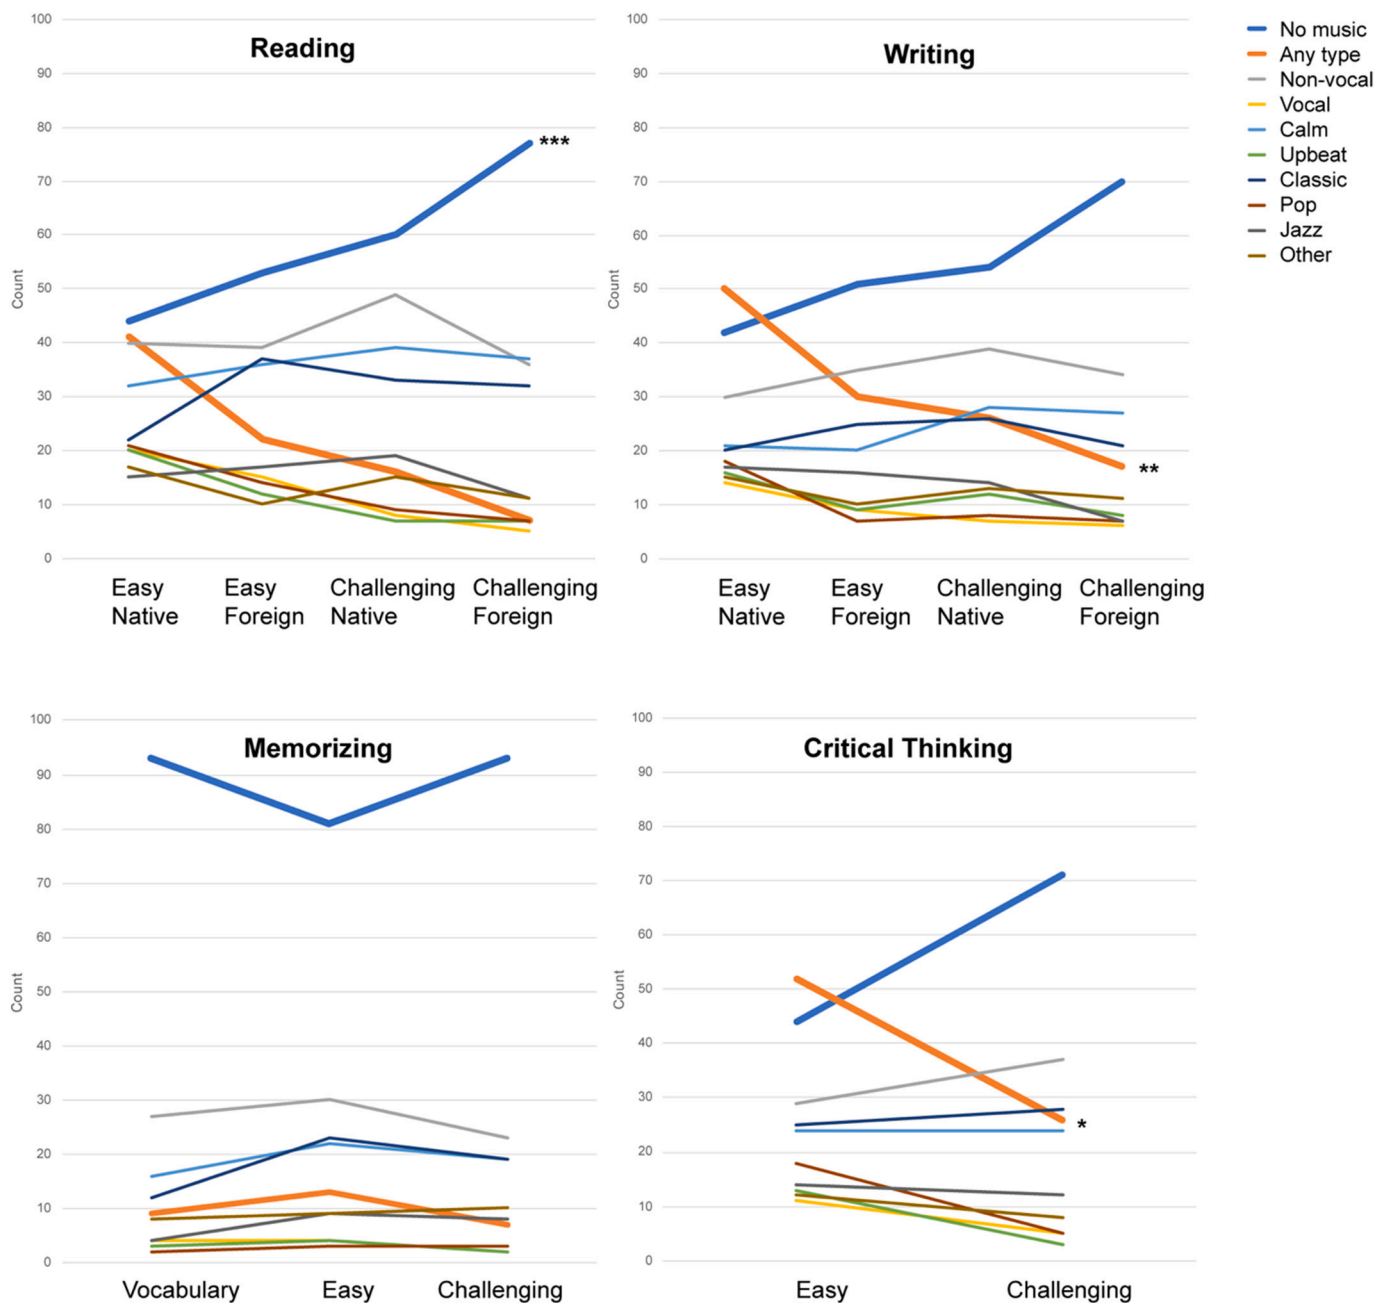 Reading
100
90
80
70
60
50
40
30
20
10
0
Count
***
Easy
Native
Easy
Foreign
Challenging
Native
Challenging
Foreign
Writing
100
90
80
70
60
50
40
30
20
10
0
Count
**
Easy
Native
Easy
Foreign
Challenging
Native
Challenging
Foreign
No music
Any type
Non-vocal
Vocal
Calm
Upbeat
Classic
Pop
Jazz
Other
Memorizing
100
90
80
70
60
50
40
30
20
10
0
Count
Vocabulary
Easy
Challenging
Critical Thinking
100
90
80
70
60
50
40
30
20
10
0
Count
*
Easy
Challenging